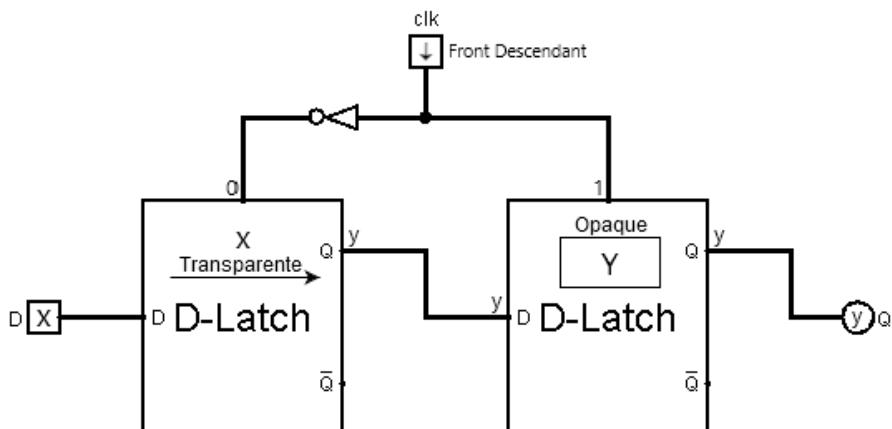 clk
↓ Front Descendant
0 1
X
Transparente
Q y
Opaque
Y
Q y
D X D D-Latch
y D D-Latch
y Q
Q̅
Q̅